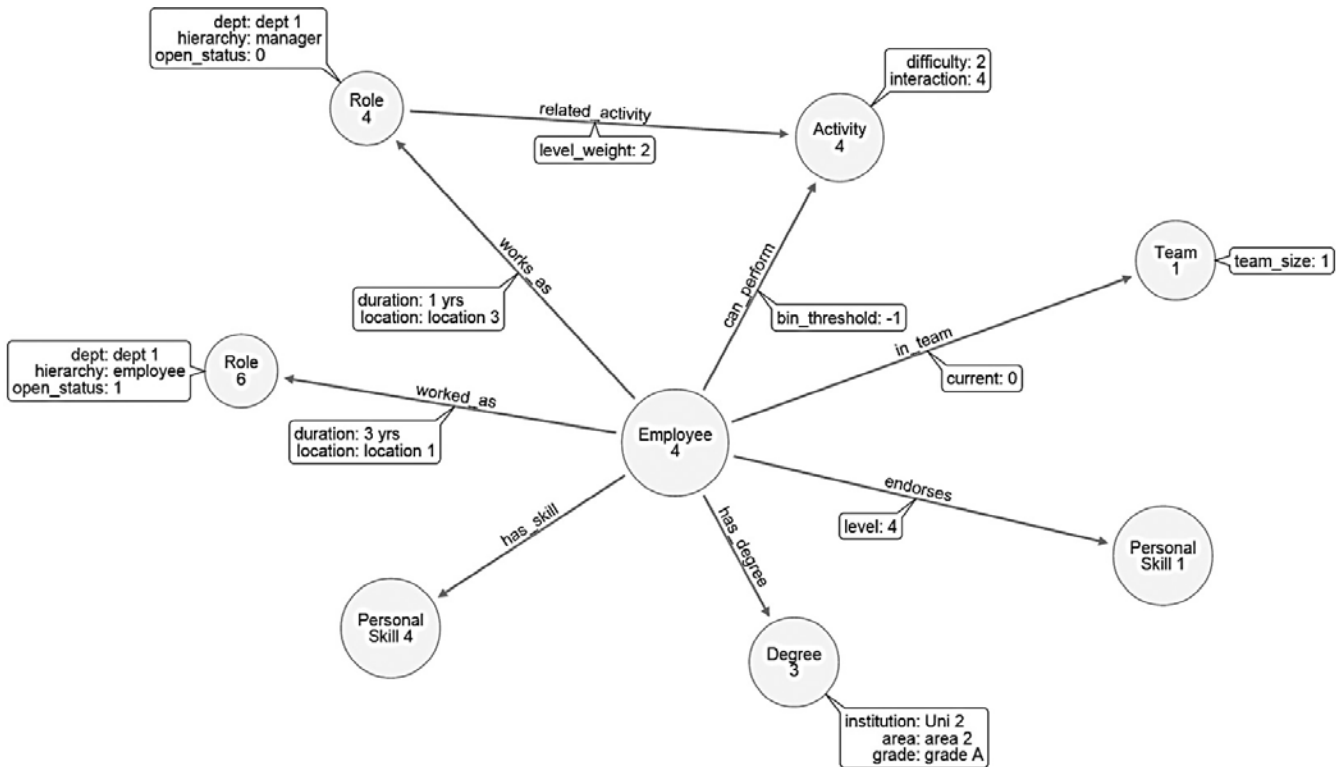 dept: dept 1
hierarchy: manager
open_status: 0
Role
4
related_activity
level_weight: 2
difficulty: 2
interaction: 4
Activity
4
works_as
duration: 1 yrs
location: location 3
can_perform
bin_threshold: -1
Team
1
team_size: 1
in_team
current: 0
dept: dept 1
hierarchy: employee
open_status: 1
Role
6
worked_as
duration: 3 yrs
location: location 1
Employee
4
endorses
level: 4
Personal
Skill 1
has_skill
Personal
Skill 4
has_degree
Degree
3
institution: Uni 2
area: area 2
grade: grade A